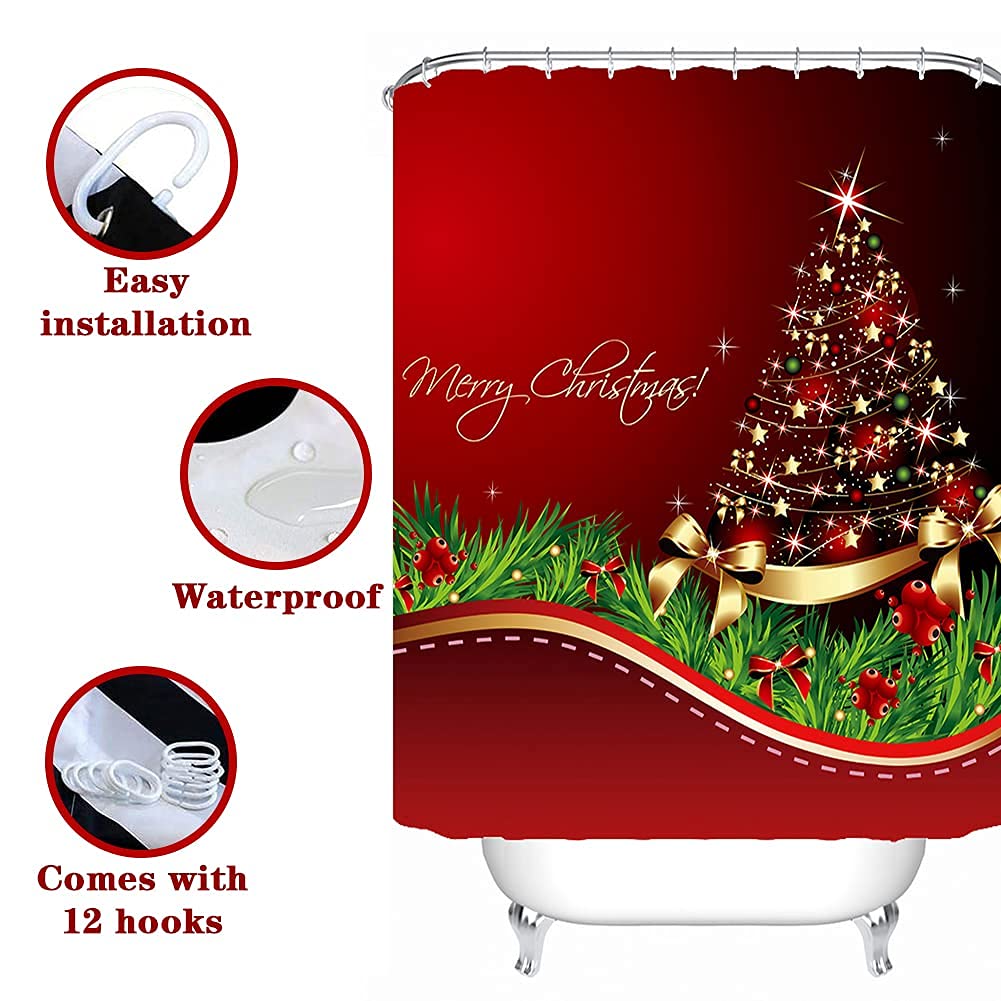 Easy
installation
Merry Christmas!
Waterproof
Comes with
12 hooks